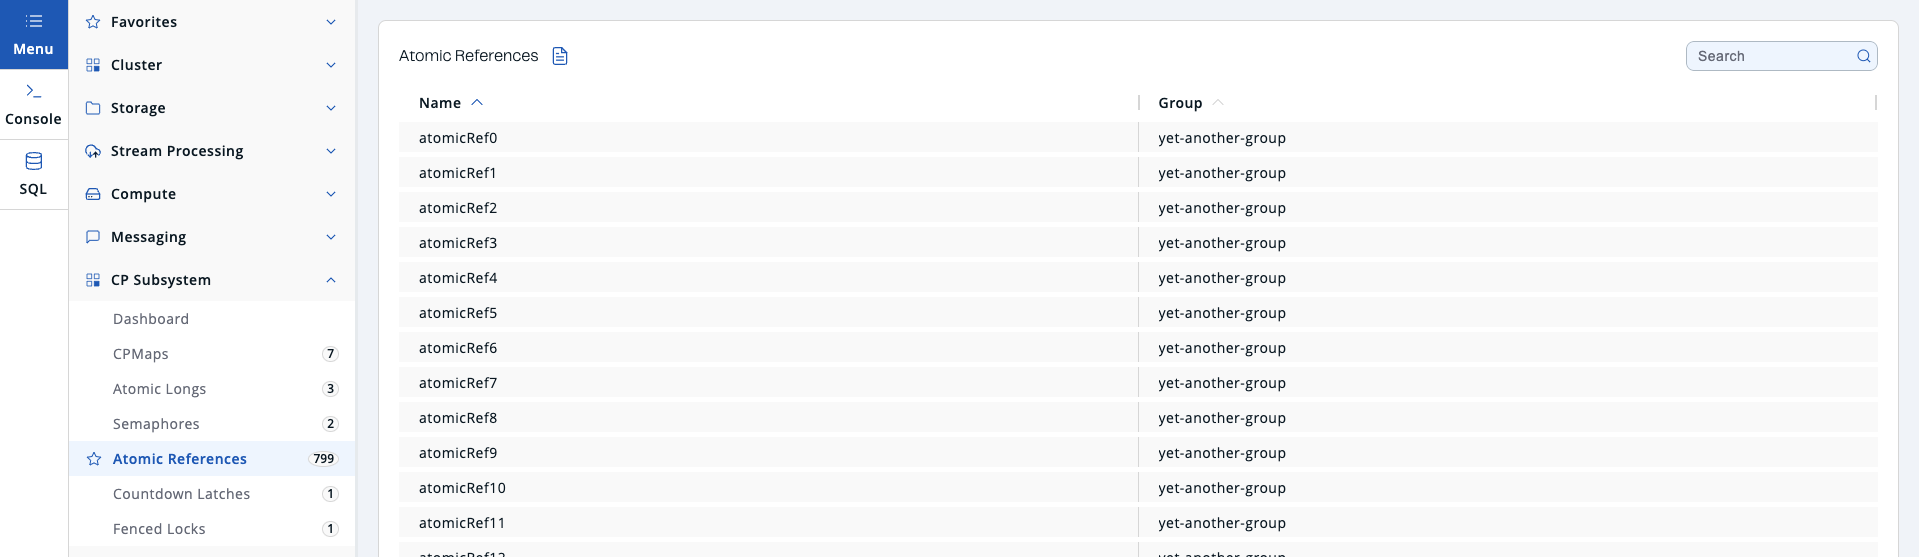 Menu
Console
SQL
Favorites
Cluster
Storage
Stream Processing
Compute
Messaging
CP Subsystem
Dashboard
CPMaps 7
Atomic Longs 3
Semaphores 2
Atomic References 799
Countdown Latches 1
Fenced Locks 1
Atomic References
Search
Name Group
atomicRef0 yet-another-group
atomicRef1 yet-another-group
atomicRef2 yet-another-group
atomicRef3 yet-another-group
atomicRef4 yet-another-group
atomicRef5 yet-another-group
atomicRef6 yet-another-group
atomicRef7 yet-another-group
atomicRef8 yet-another-group
atomicRef9 yet-another-group
atomicRef10 yet-another-group
atomicRef11 yet-another-group